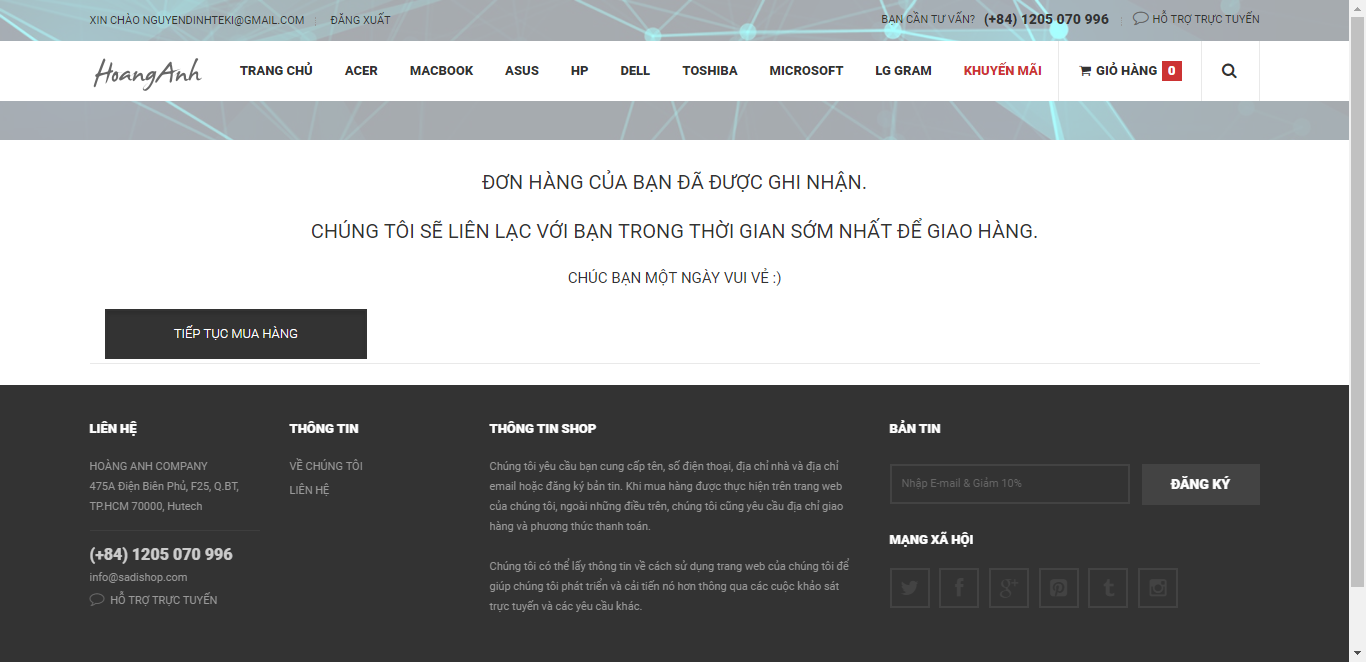 XIN CHÀO NGUYENDINHTEKI@GMAIL.COM ĐĂNG XUẤT BẠN CẦN TƯ VẤN? (+84) 1205 070 996 HỖ TRỢ TRỰC TUYẾN
HoangAnh TRANG CHỦ ACER MACBOOK ASUS HP DELL TOSHIBA MICROSOFT LG GRAM KHUYẾN MÃI GIỎ HÀNG 0
ĐƠN HÀNG CỦA BẠN ĐÃ ĐƯỢC GHI NHẬN.
CHÚNG TÔI SẼ LIÊN LẠC VỚI BẠN TRONG THỜI GIAN SỚM NHẤT ĐỂ GIAO HÀNG.
CHÚC BẠN MỘT NGÀY VUI VẺ :)
TIẾP TỤC MUA HÀNG
LIÊN HỆ
HOÀNG ANH COMPANY
475A Điện Biên Phủ, F25, Q.BT,
TP.HCM 70000, Hutech
(+84) 1205 070 996
info@sadishop.com
HỖ TRỢ TRỰC TUYẾN
THÔNG TIN
VỀ CHÚNG TÔI
LIÊN HỆ
THÔNG TIN SHOP
Chúng tôi yêu cầu bạn cung cấp tên, số điện thoại, địa chỉ nhà và địa chỉ
email hoặc đăng ký bản tin. Khi mua hàng được thực hiện trên trang web
của chúng tôi, ngoài những điều trên, chúng tôi cũng yêu cầu địa chỉ giao
hàng và phương thức thanh toán.
Chúng tôi có thể lấy thông tin về cách sử dụng trang web của chúng tôi để
giúp chúng tôi phát triển và cải tiến nó hơn thông qua các cuộc khảo sát
trực tuyến và các yêu cầu khác.
BẢN TIN
Nhập E-mail & Giảm 10% ĐĂNG KÝ
MẠNG XÃ HỘI